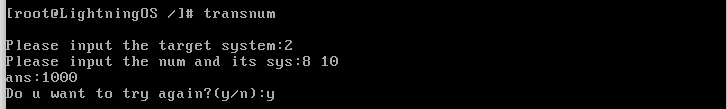 [root@LightningOS /]# transnum
Please input the target system:2
Please input the num and its sys:8 10
ans:1000
Do u want to try again?(y/n):y